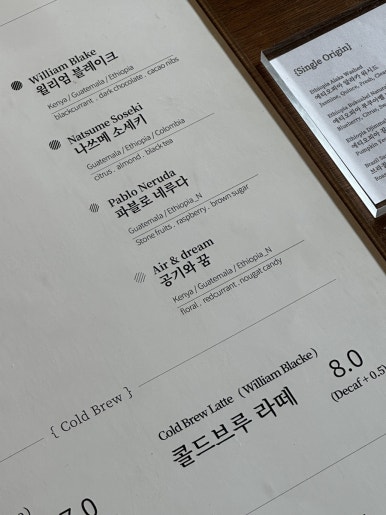 William Blake
윌리엄 블레이크
Kenya / Guatemala / Ethiopia
blackcurrant . dark chocolate . cacao nibs
Natsume Soseki
나쓰메 소세키
Guatemala / Ethiopia / Colombia
citrus . almond . black tea
Pablo Neruda
파블로 네루다
Guatemala / Ethiopia_N
Stone fruits . raspberry . brown sugar
Air & dream
공기와 꿈
Kenya / Guatemala / Ethiopia_N
floral . redcurrant . nougat candy
{ Cold Brew }
Cold Brew Latte ( William Blacke )
콜드브루 라떼
8.0
(Decaf + 0.5
7.0
{Single Origin}
Ethiopia Alaka Washed